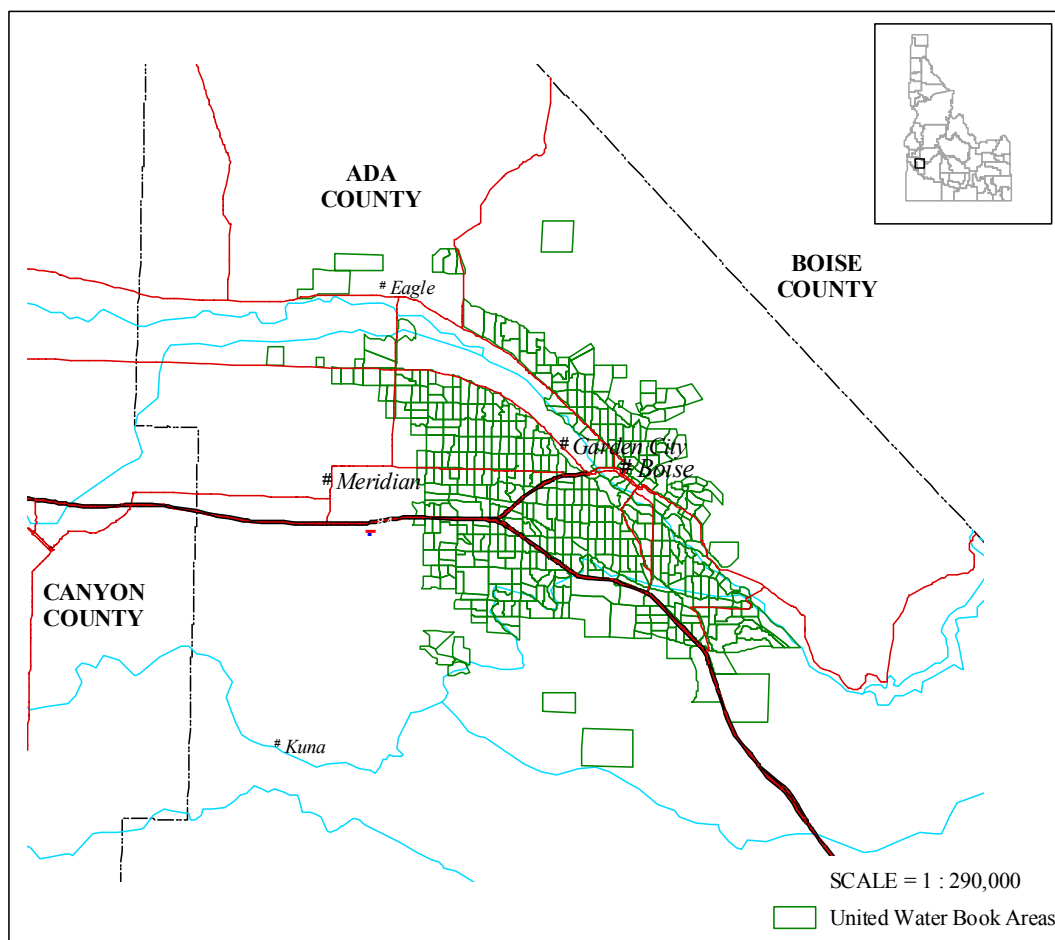 ADA
COUNTY
BOISE
COUNTY
# Eagle
# Garden City
# Boise
# Meridian
CANYON
COUNTY
# Kuna
SCALE = 1 : 290,000
United Water Book Areas